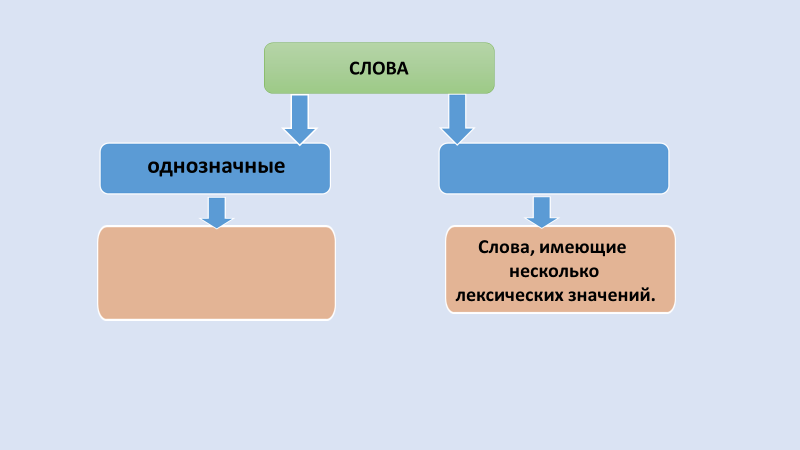 СЛОВА
однозначные
Слова, имеющие
несколько
лексических значений.